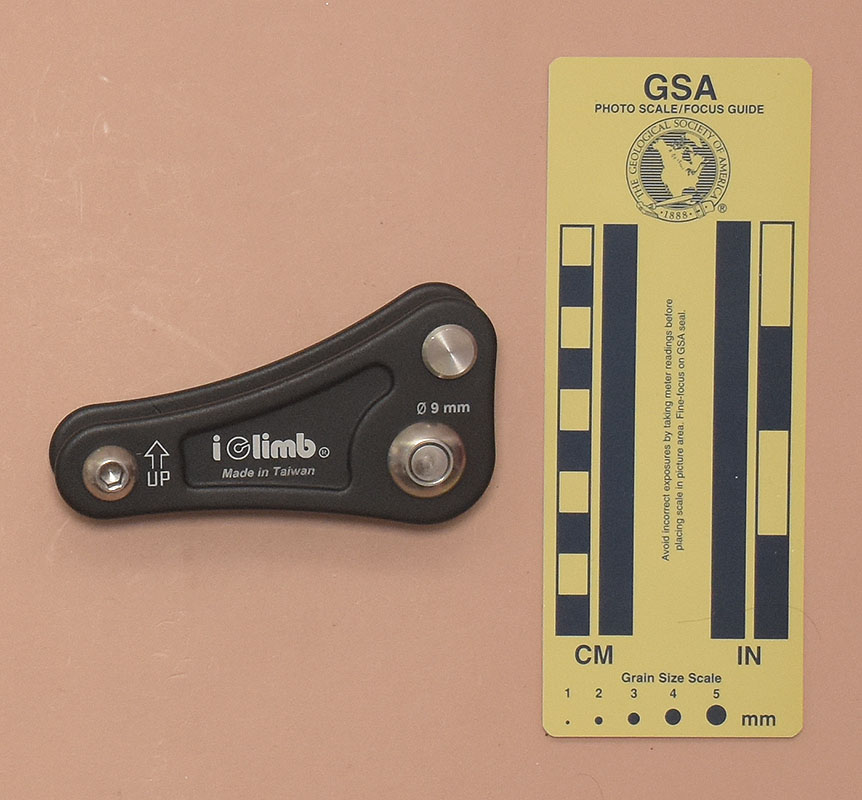 UP
i Climb®
Made in Taiwan
Ø 9 mm
GSA
PHOTO SCALE/FOCUS GUIDE
THE GEOLOGICAL SOCIETY OF AMERICA
·1888·
®
Avoid incorrect exposures by taking meter readings before
placing scale in picture area. Fine-focus on GSA seal.
CM
IN
Grain Size Scale
1 2 3 4 5
mm